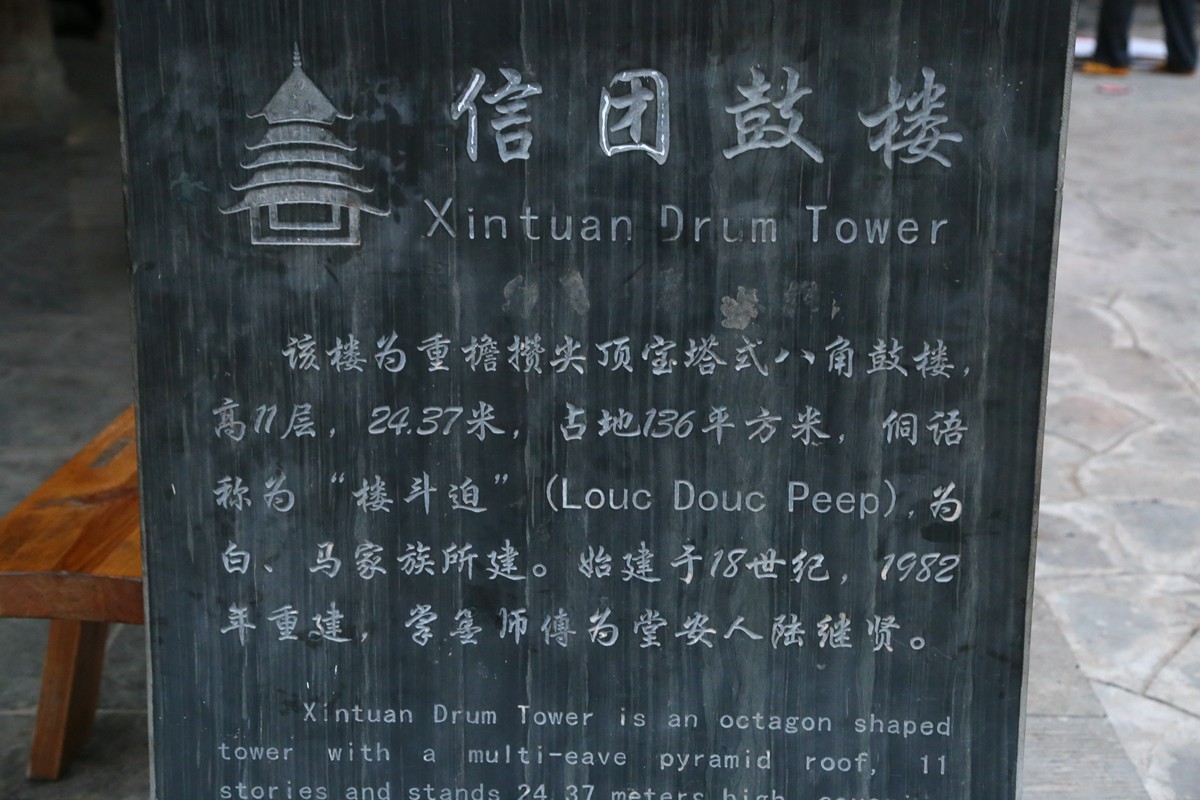 信团鼓楼
Xintuan Drum Tower
该楼为重檐攒尖顶宝塔式八角鼓楼，
高11层，24.37米，占地136平方米，侗语
称为“楼斗迫”（Louc Douc Peep），为
白、马家族所建。始建于18世纪，1982
年重建，掌墨师傅为堂安人陆继贤。
Xintuan Drum Tower is an octagon shaped
tower with a multi-eave pyramid roof, 11
stories and stands 24.37 meters high,